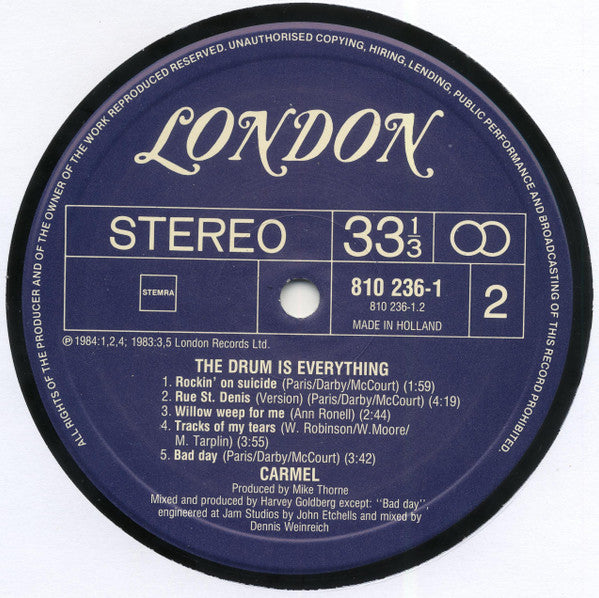 ALL RIGHTS OF THE PRODUCER AND OF THE OWNER OF THE WORK REPRODUCED RESERVED. UNAUTHORISED COPYING, HIRING, LENDING, PUBLIC PERFORMANCE AND BROADCASTING OF THIS RECORD PROHIBITED.
LONDON
STEREO 33 1/3
STEMRA
810 236-1
810 236-1.2
MADE IN HOLLAND
2
℗ 1984:1,2,4; 1983:3,5 London Records Ltd.
THE DRUM IS EVERYTHING
1. Rockin' on suicide (Paris/Darby/McCourt) (1:59)
2. Rue St. Denis (Version) (Paris/Darby/McCourt) (4:19)
3. Willow weep for me (Ann Ronell) (2:44)
4. Tracks of my tears (W. Robinson/W.Moore/
M. Tarplin) (3:55)
5. Bad day (Paris/Darby/McCourt) (3:42)
CARMEL
Produced by Mike Thorne
Mixed and produced by Harvey Goldberg except: "Bad day",
engineered at Jam Studios by John Etchells and mixed by
Dennis Weinreich